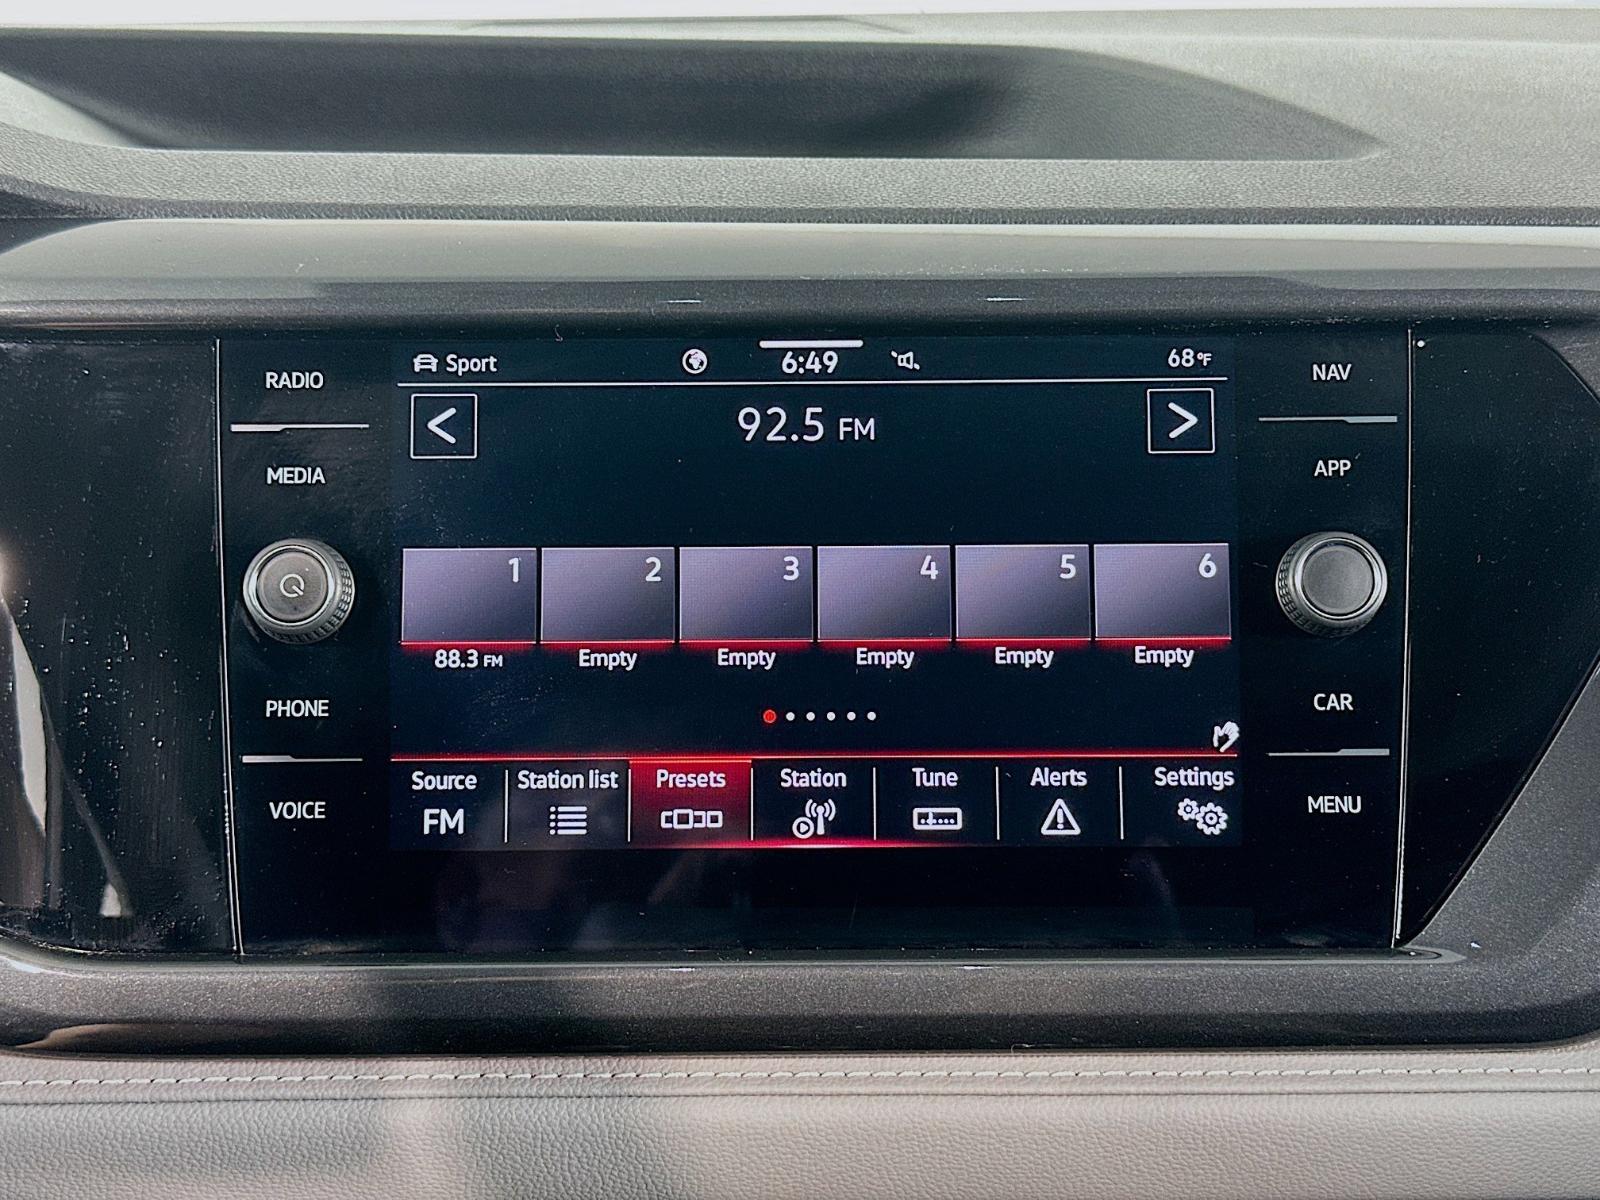 RADIO
MEDIA
PHONE
VOICE
Sport
6:49
68°F
<
92.5 FM
>
1
2
3
4
5
6
88.3 FM
Empty
Empty
Empty
Empty
Empty
Source
FM
Station list
Presets
Station
Tune
Alerts
Settings
NAV
APP
CAR
MENU